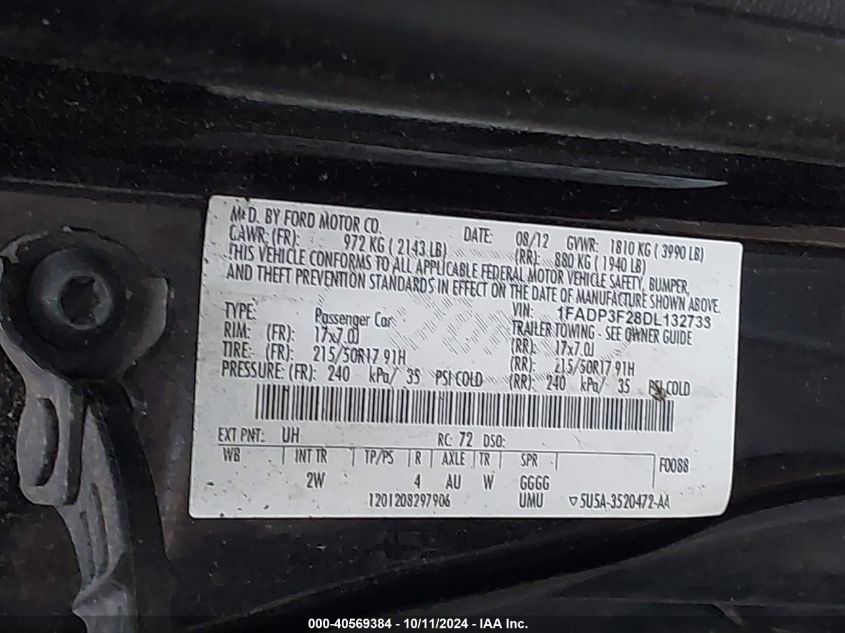 MFD. BY FORD MOTOR CO.
DATE: 08/12 GVWR: 1810 KG ( 3990 LB)
GAWR: (FR): 972 KG ( 2143 LB) (RR): 880 KG ( 1940 LB)
THIS VEHICLE CONFORMS TO ALL APPLICABLE FEDERAL MOTOR VEHICLE SAFETY, BUMPER,
AND THEFT PREVENTION STANDARDS IN EFFECT ON THE DATE OF MANUFACTURE SHOWN ABOVE.
VIN: 1FADP3F28DL132733
TYPE: Passenger Car TRAILER TOWING - SEE OWNER GUIDE
RIM: (FR): 17x7.0J (RR): 17x7.0J
TIRE: (FR): 215/50R17 91H (RR): 215/50R17 91H
PRESSURE: (FR): 240 kPa/ 35 PSI COLD (RR): 240 kPa/ 35 PSI COLD
EXT PNT: UH RC: 72 DSO:
WB INT TR TP/PS R AXLE TR SPR F0088
2W 4 AU W GGGG
1201208297906 UMU ▽5U5A-3520472-AA
000-40569384 - 10/11/2024 - IAA Inc.